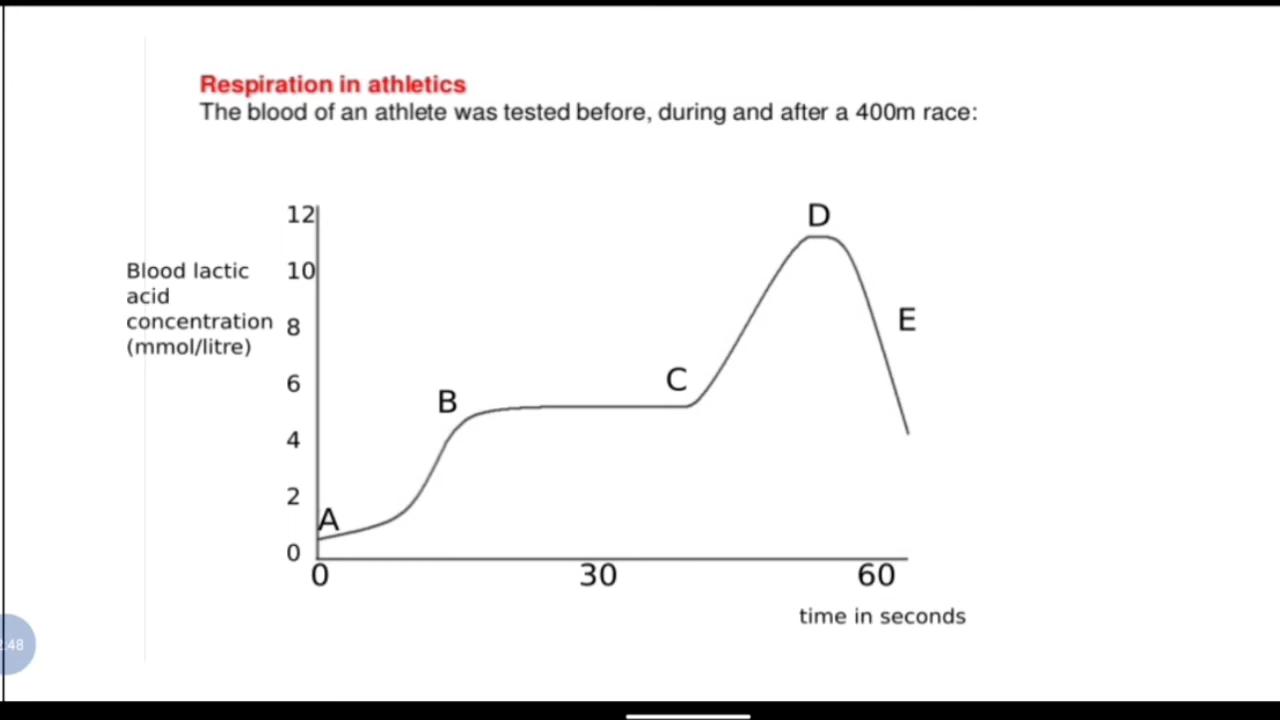 Respiration in athletics
The blood of an athlete was tested before, during and after a 400m race:
12
D
Blood lactic
acid
concentration
(mmol/litre)
10
8
E
6
C
B
4
2
A
0
0 30 60
time in seconds
:48